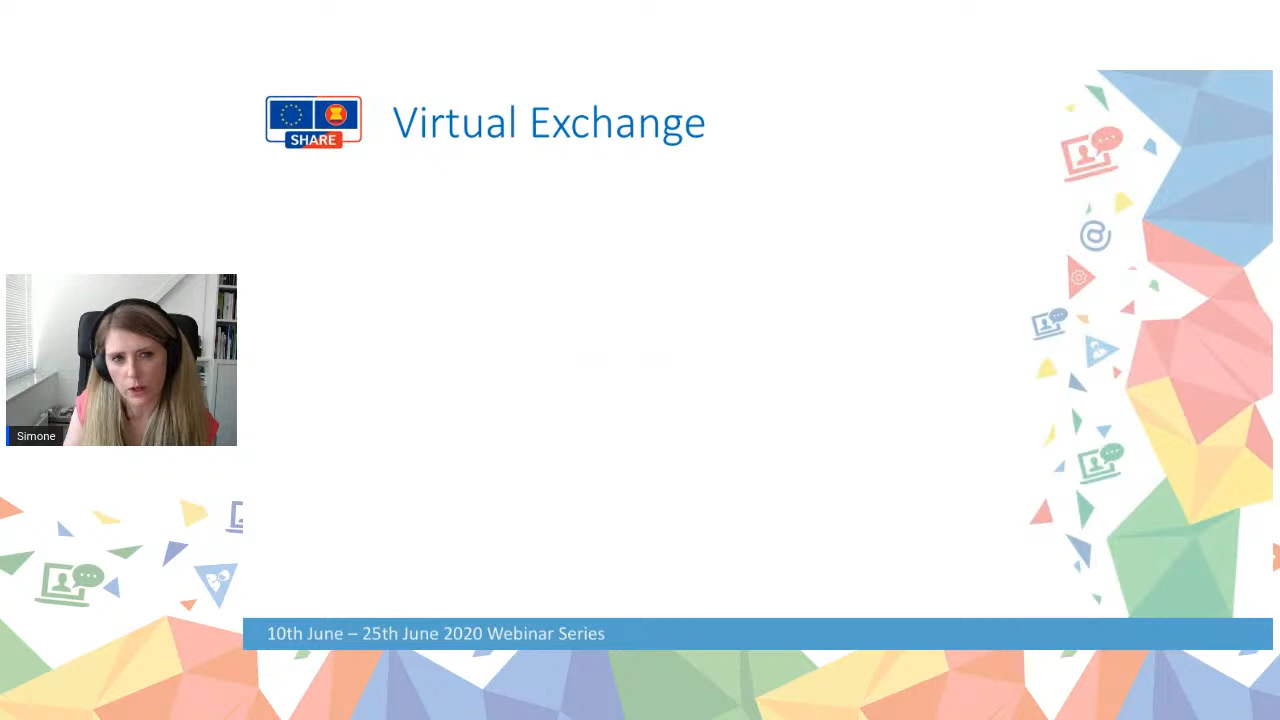 SHARE
Virtual Exchange
Simone
10th June – 25th June 2020 Webinar Series